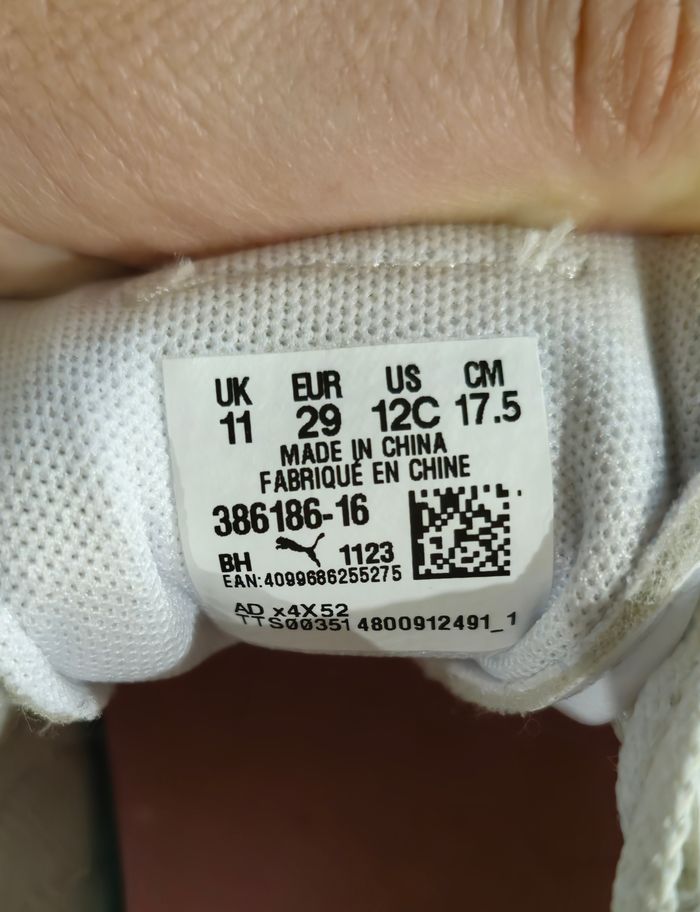 UK EUR US CM
11 29 12C 17.5
MADE IN CHINA
FABRIQUÉ EN CHINE
386186-16
BH 1123
EAN:4099686255275
AD x4X52
TTS00351 4800912491_1